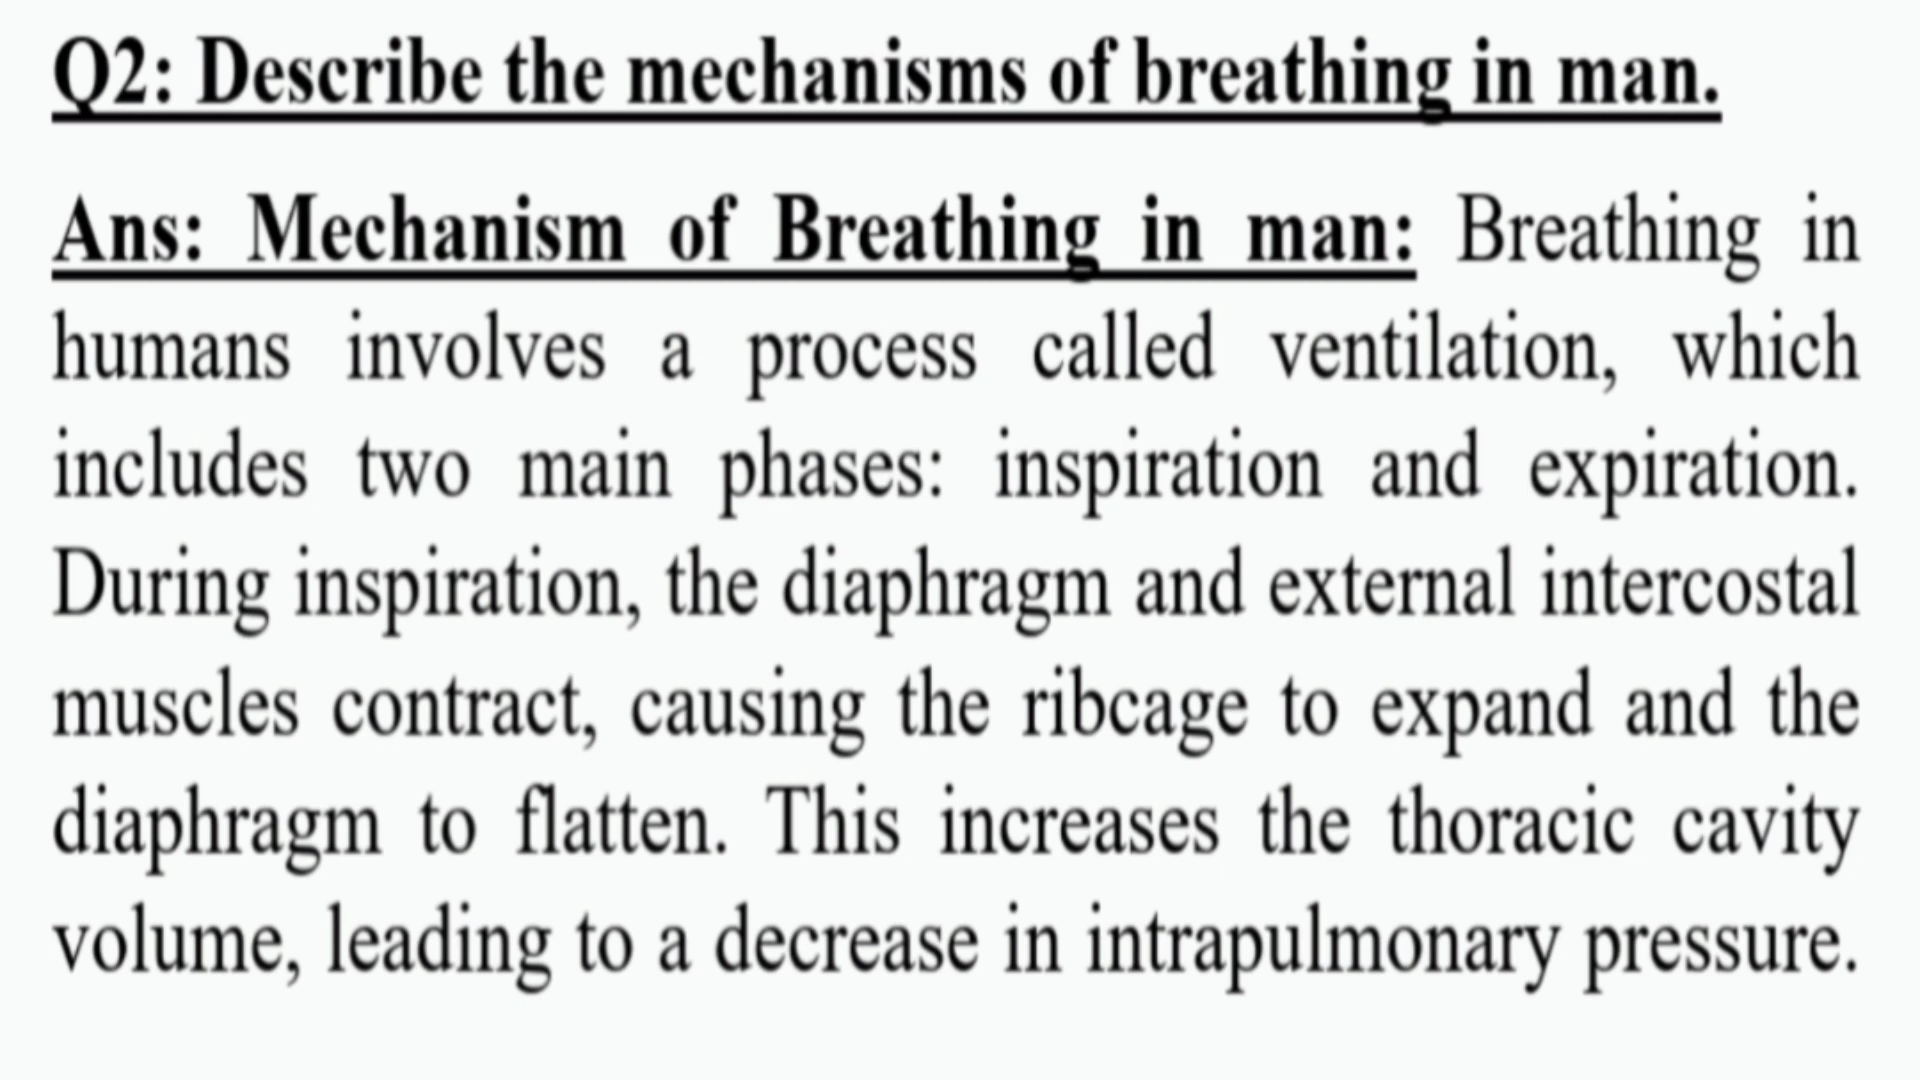 Q2: Describe the mechanisms of breathing in man.
Ans: Mechanism of Breathing in man: Breathing in
humans involves a process called ventilation, which
includes two main phases: inspiration and expiration.
During inspiration, the diaphragm and external intercostal
muscles contract, causing the ribcage to expand and the
diaphragm to flatten. This increases the thoracic cavity
volume, leading to a decrease in intrapulmonary pressure.